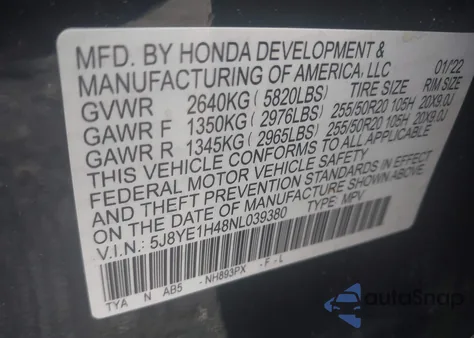 MFD. BY HONDA DEVELOPMENT &
MANUFACTURING OF AMERICA, LLC 01/22
GVWR 2640KG ( 5820LBS) TIRE SIZE RIM SIZE
GAWR F 1350KG ( 2976LBS) 255/50R20 105H 20X9.0J
GAWR R 1345KG ( 2965LBS) 255/50R20 105H 20X9.0J
THIS VEHICLE CONFORMS TO ALL APPLICABLE
FEDERAL MOTOR VEHICLE SAFETY
AND THEFT PREVENTION STANDARDS IN EFFECT
ON THE DATE OF MANUFACTURE SHOWN ABOVE.
V.I.N.: 5J8YE1H48NL039380 TYPE: MPV
TYA N AB5 -NH893PX -F-L
autoSnap